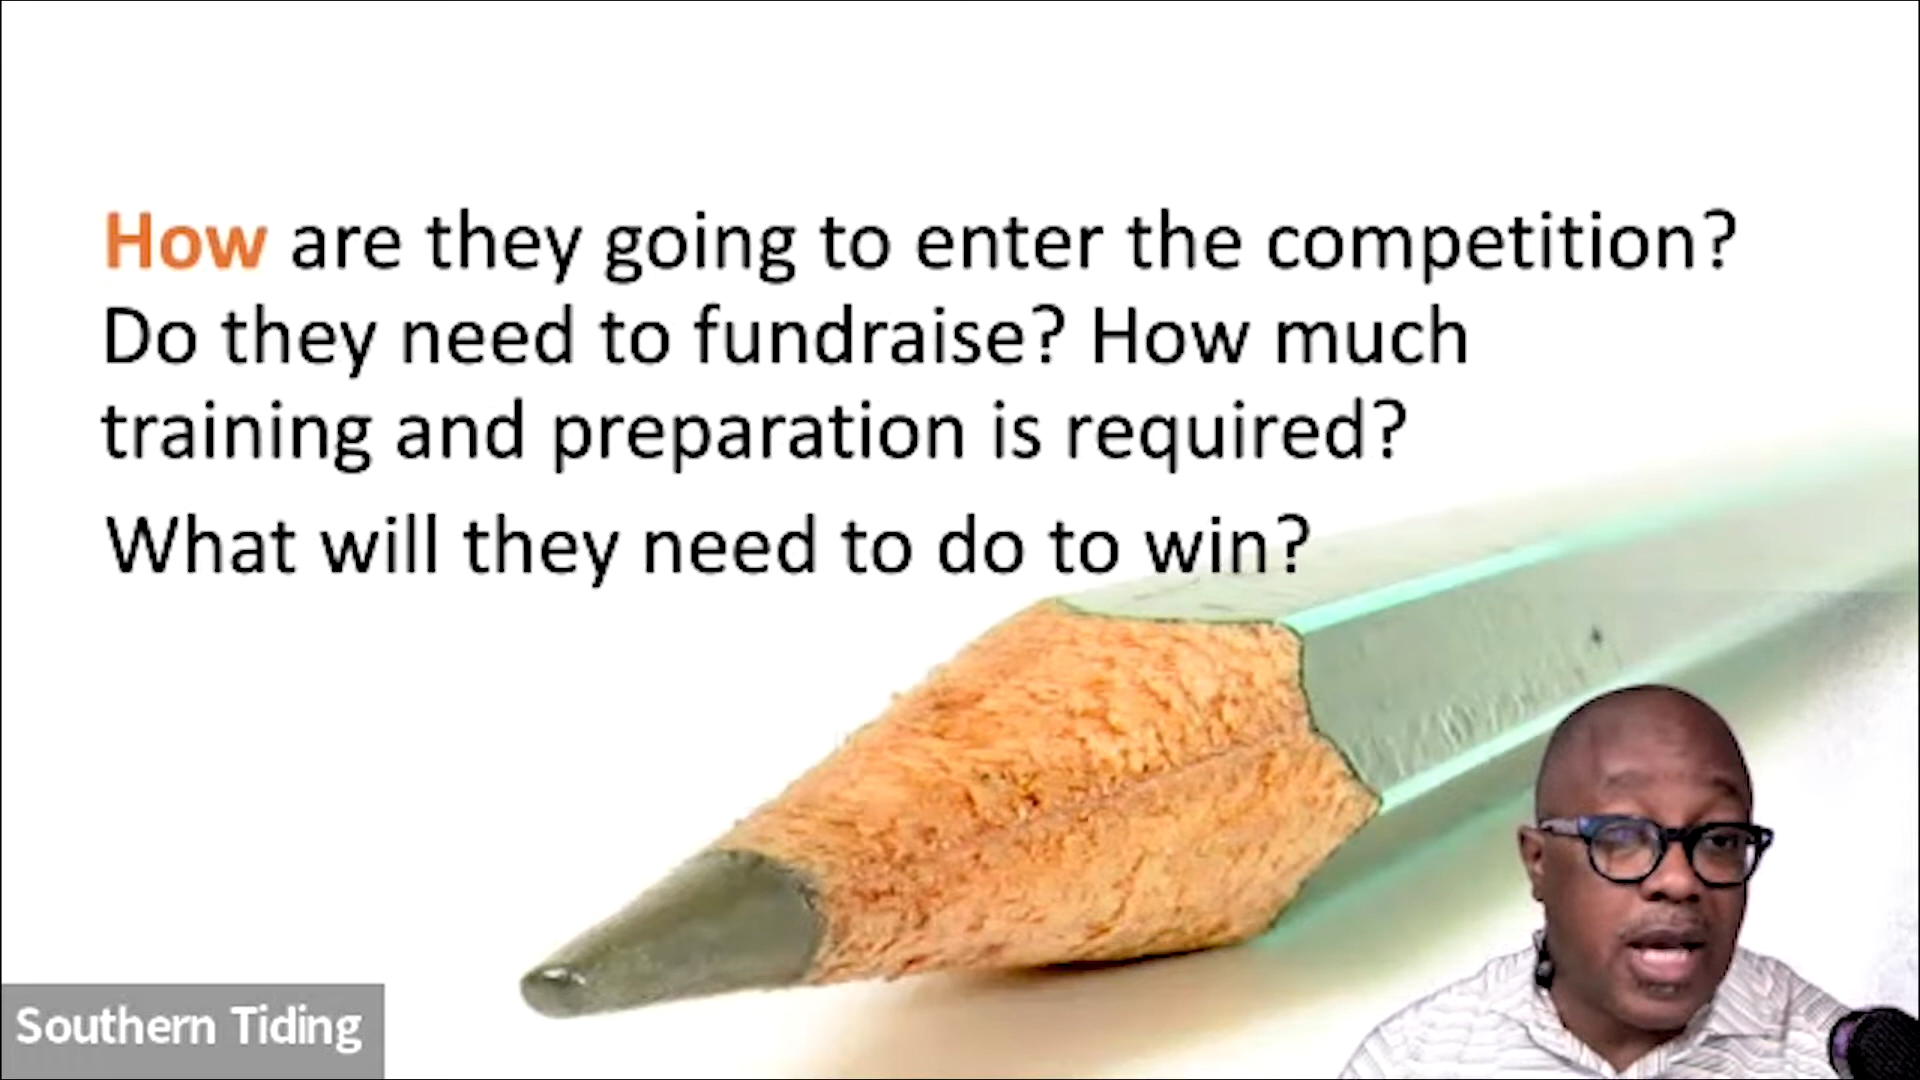 How are they going to enter the competition?
Do they need to fundraise? How much
training and preparation is required?
What will they need to do to win?
Southern Tiding